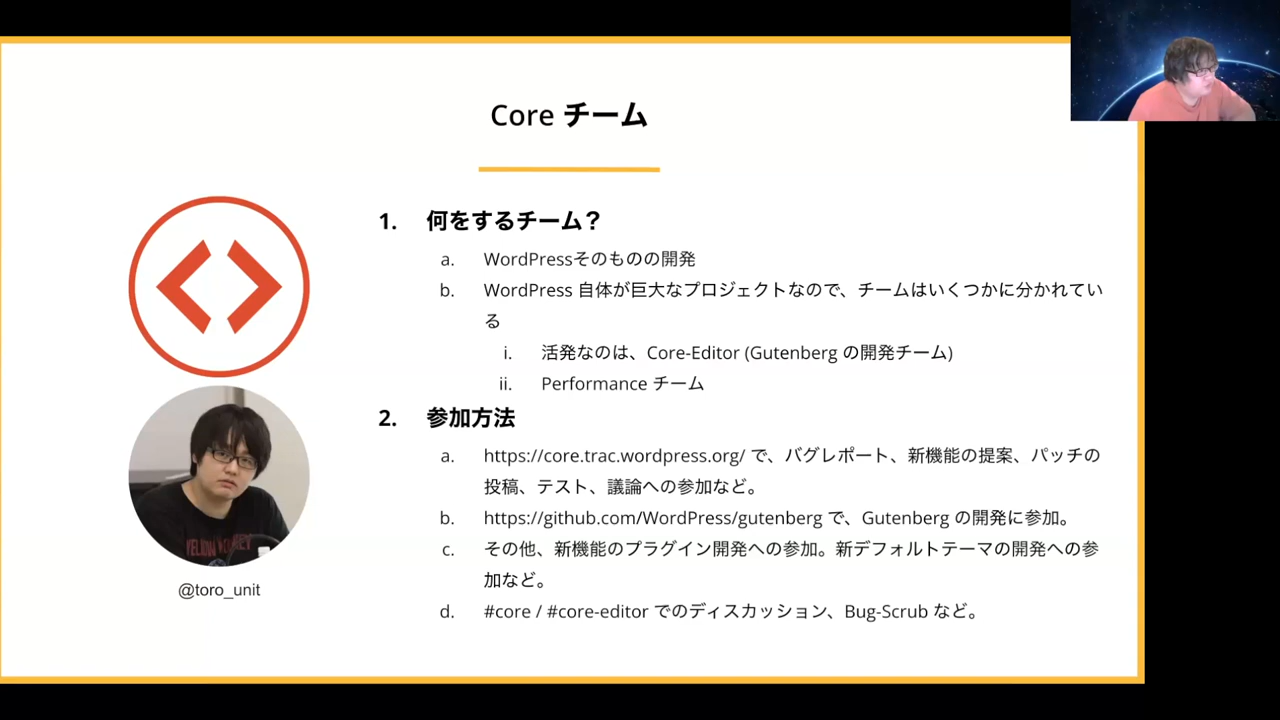 Core チーム
1. 何をするチーム？
a. WordPressそのものの開発
b. WordPress 自体が巨大なプロジェクトなので、チームはいくつかに分かれてい
る
i. 活発なのは、Core-Editor (Gutenberg の開発チーム)
ii. Performance チーム
2. 参加方法
a. https://core.trac.wordpress.org/ で、バグレポート、新機能の提案、パッチの
投稿、テスト、議論への参加など。
b. https://github.com/WordPress/gutenberg で、Gutenberg の開発に参加。
c. その他、新機能のプラグイン開発への参加。新デフォルトテーマの開発への参
加など。
d. #core / #core-editor でのディスカッション、Bug-Scrub など。
@toro_unit